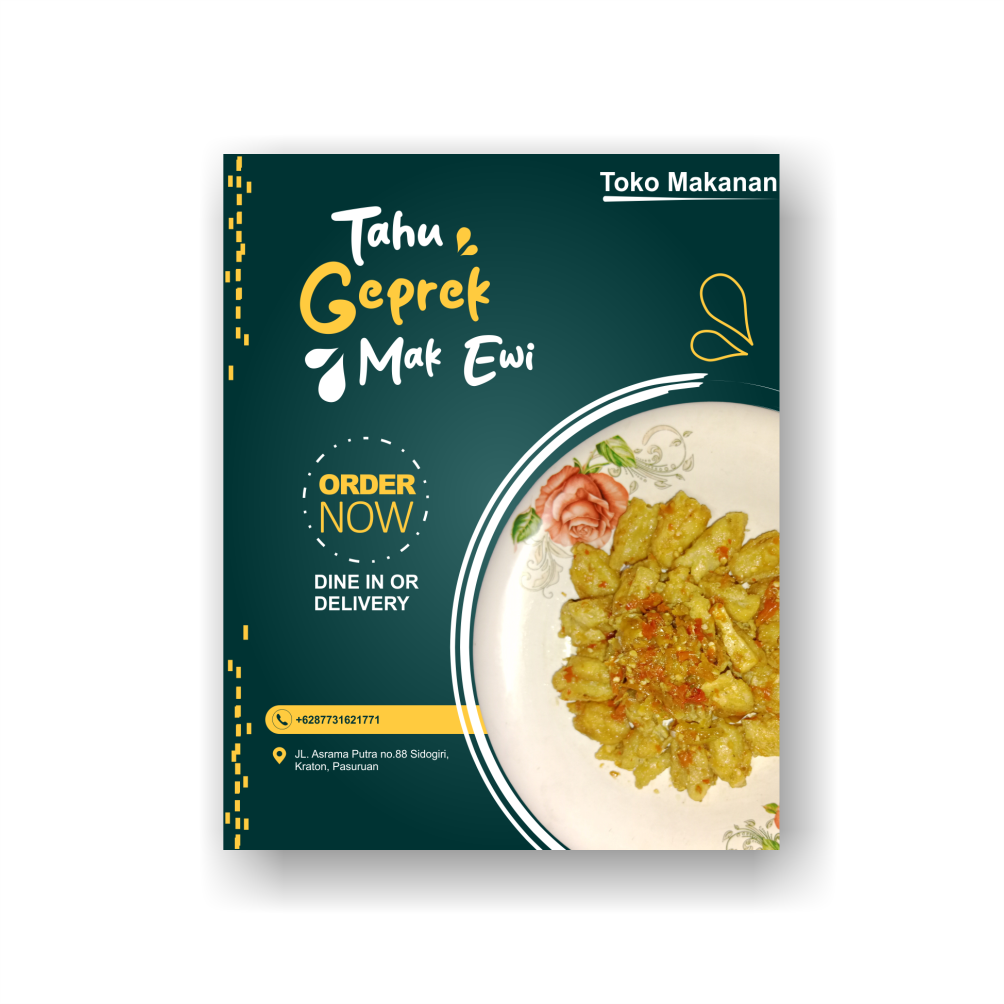 Toko Makanan
Tahu
Geprek
Mak Ewi
ORDER
NOW
DINE IN OR
DELIVERY
+6287731621771
JL. Asrama Putra no.88 Sidogiri,
Kraton, Pasuruan